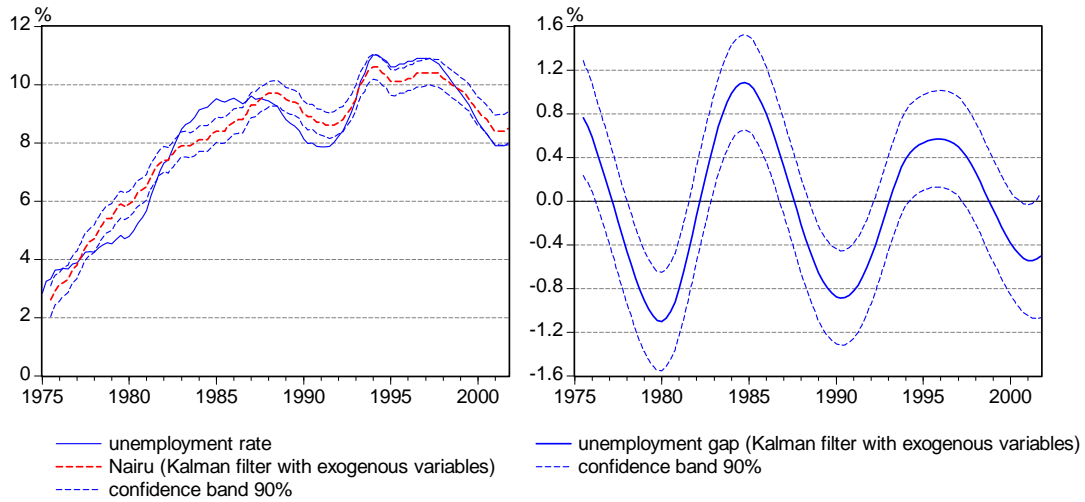 %
12
10
8
6
4
2
0
1975 1980 1985 1990 1995 2000
unemployment rate
Nairu (Kalman filter with exogenous variables)
confidence band 90%
%
1.6
1.2
0.8
0.4
0.0
-0.4
-0.8
-1.2
-1.6
1975 1980 1985 1990 1995 2000
unemployment gap (Kalman filter with exogenous variables)
confidence band 90%